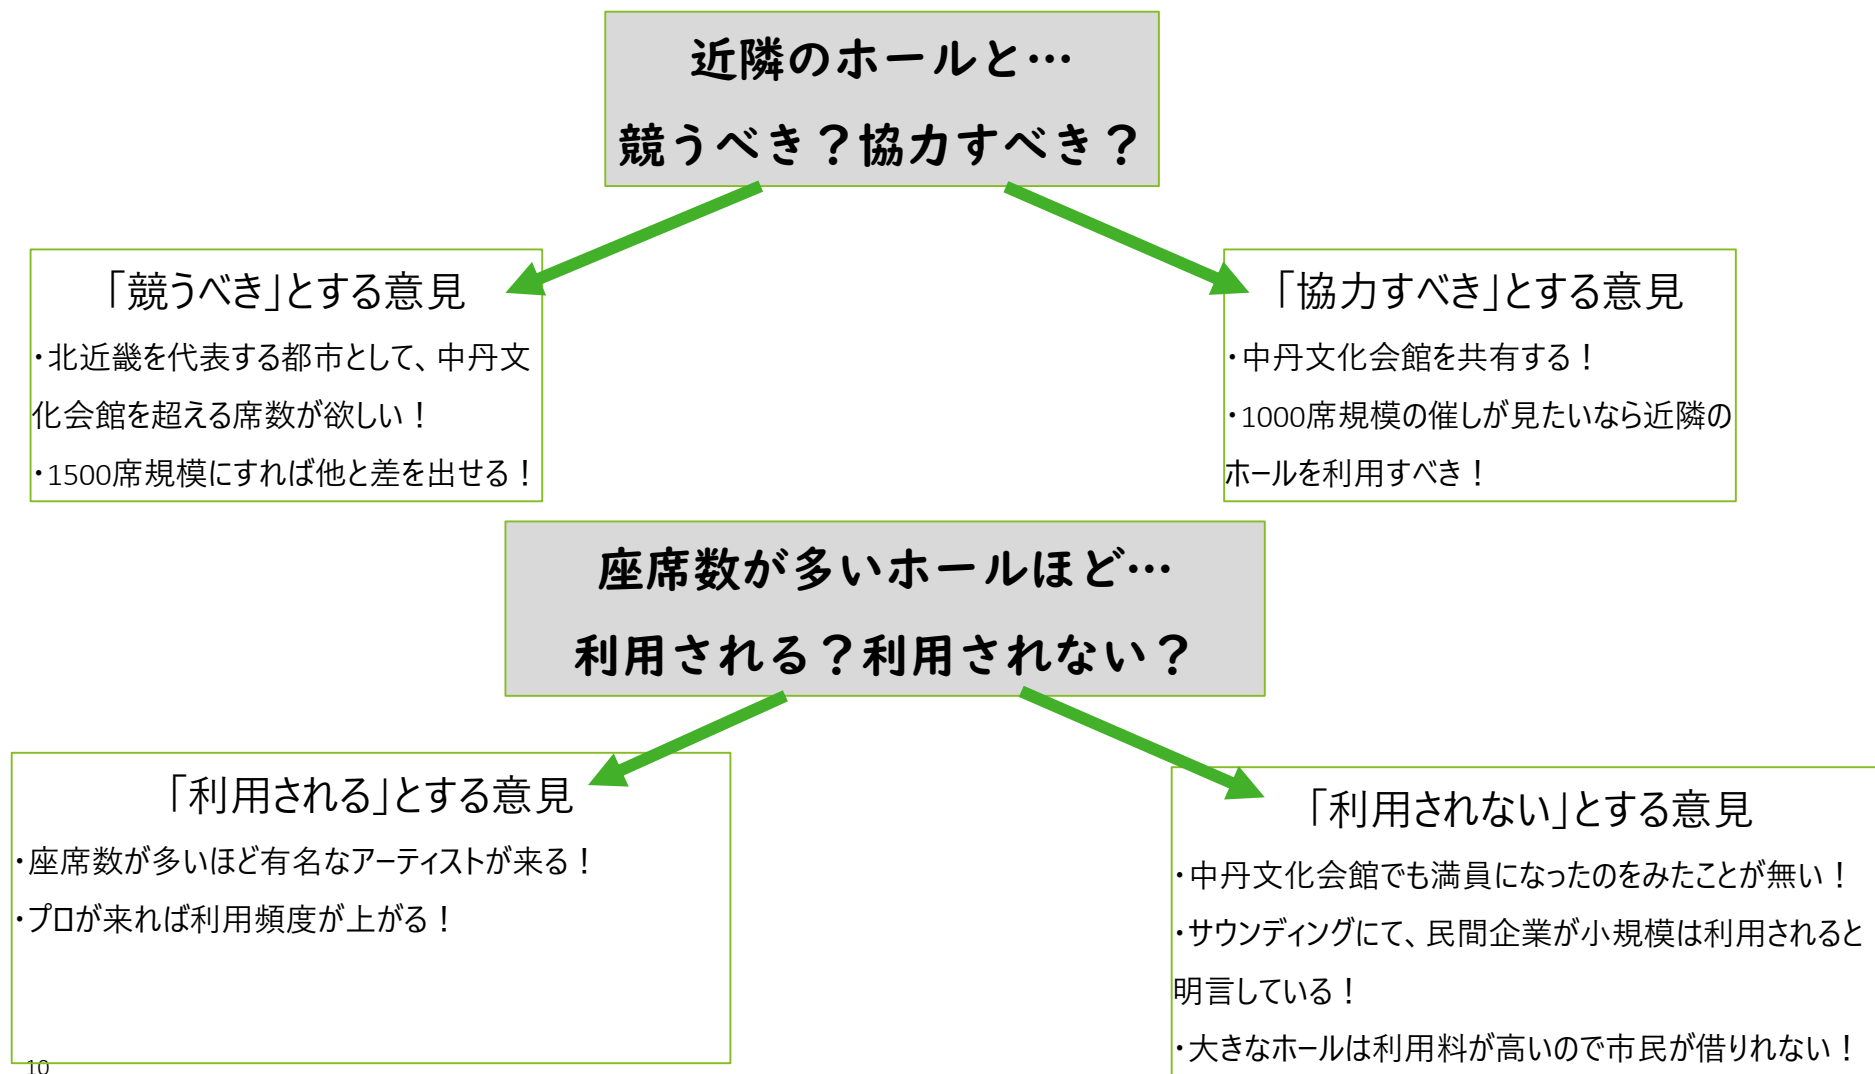 近隣のホールと…
競うべき？協力すべき？
「競うべき」とする意見
・北近畿を代表する都市として、中丹文
化会館を超える席数が欲しい！
・1500席規模にすれば他と差を出せる！
「協力すべき」とする意見
・中丹文化会館を共有する！
・1000席規模の催しが見たいなら近隣の
ホールを利用すべき！
座席数が多いホールほど…
利用される？利用されない？
「利用される」とする意見
・座席数が多いほど有名なアーティストが来る！
・プロが来れば利用頻度が上がる！
「利用されない」とする意見
・中丹文化会館でも満員になったのをみたことが無い！
・サウンディングにて、民間企業が小規模は利用されると
明言している！
・大きなホールは利用料が高いので市民が借りれない！
10